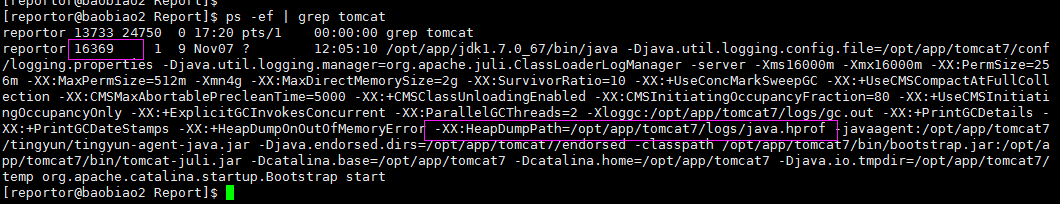 [reportor@baobiao2 Report]$
[reportor@baobiao2 Report]$ ps -ef | grep tomcat
reportor 13733 24750  0 17:20 pts/1    00:00:00 grep tomcat
reportor 16369     1  9 Nov07 ?        12:05:10 /opt/app/jdk1.7.0_67/bin/java -Djava.util.logging.config.file=/opt/app/tomcat7/conf
/logging.properties -Djava.util.logging.manager=org.apache.juli.ClassLoaderLogManager -server -Xms16000m -Xmx16000m -XX:PermSize=25
6m -XX:MaxPermSize=512m -Xmn4g -XX:MaxDirectMemorySize=2g -XX:SurvivorRatio=10 -XX:+UseConcMarkSweepGC -XX:+UseCMSCompactAtFullColl
ection -XX:CMSMaxAbortablePrecleanTime=5000 -XX:+CMSClassUnloadingEnabled -XX:CMSInitiatingOccupancyFraction=80 -XX:+UseCMSInitiati
ngOccupancyOnly -XX:+ExplicitGCInvokesConcurrent -XX:ParallelGCThreads=2 -Xloggc:/opt/app/tomcat7/logs/gc.out -XX:+PrintGCDetails -
XX:+PrintGCDateStamps -XX:+HeapDumpOnOutOfMemoryError -XX:HeapDumpPath=/opt/app/tomcat7/logs/java.hprof -javaagent:/opt/app/tomcat7
/tingyun/tingyun-agent-java.jar -Djava.endorsed.dirs=/opt/app/tomcat7/endorsed -classpath /opt/app/tomcat7/bin/bootstrap.jar:/opt/a
pp/tomcat7/bin/tomcat-juli.jar -Dcatalina.base=/opt/app/tomcat7 -Dcatalina.home=/opt/app/tomcat7 -Djava.io.tmpdir=/opt/app/tomcat7/
temp org.apache.catalina.startup.Bootstrap start
[reportor@baobiao2 Report]$